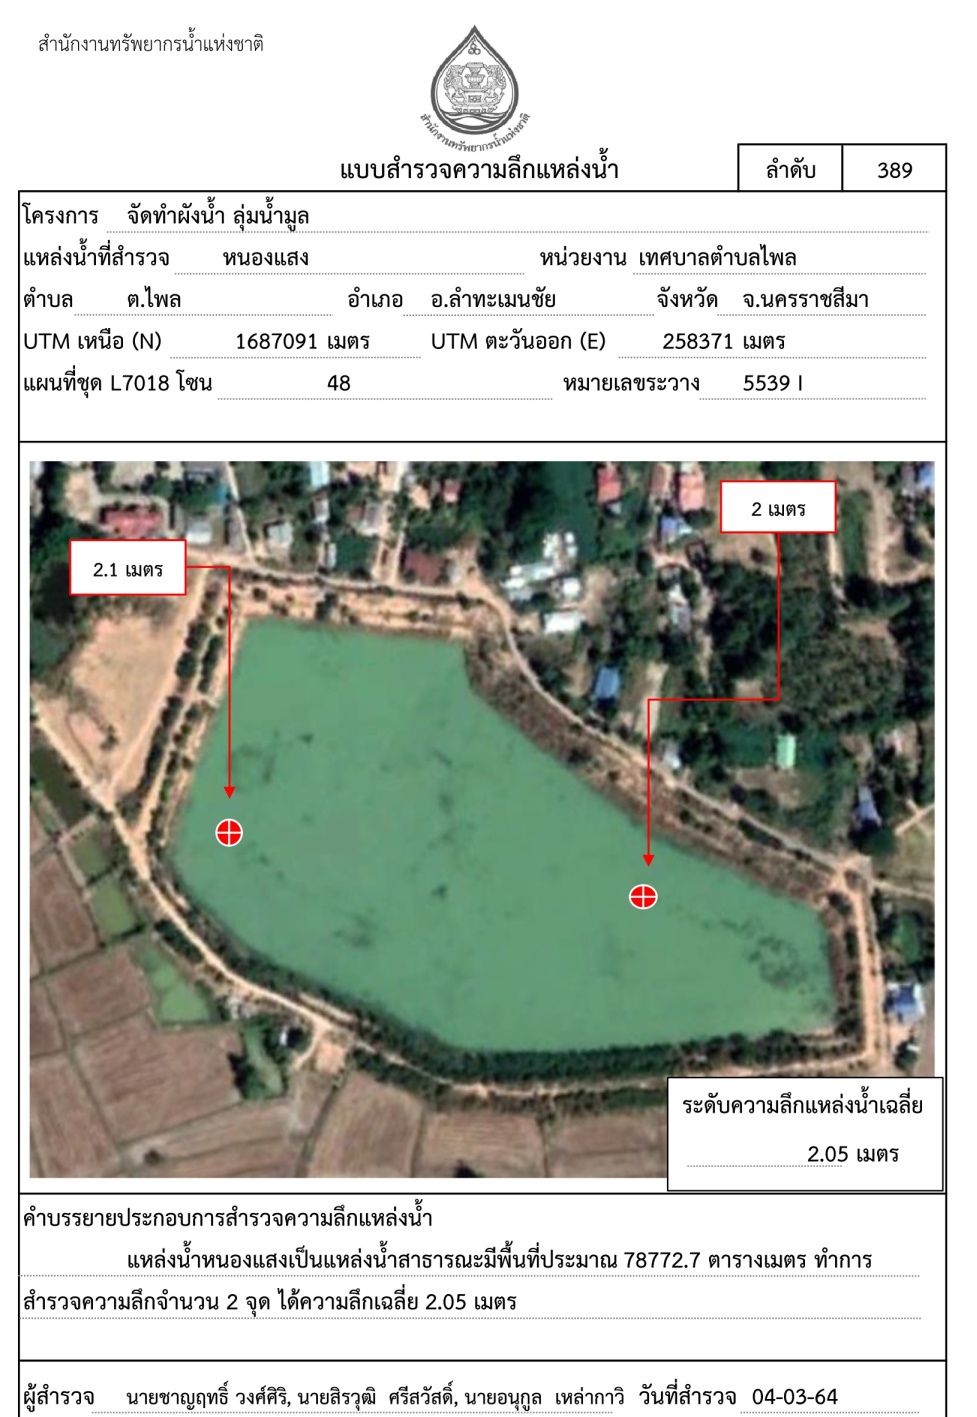 สำนักงานทรัพยากรน้ำแห่งชาติ
สำนักงานทรัพยากรน้ำแห่งชาติ
แบบสำรวจความลึกแหล่งน้ำ
ลำดับ 389
โครงการ จัดทำผังน้ำ ลุ่มน้ำมูล
แหล่งน้ำที่สำรวจ หนองแสง หน่วยงาน เทศบาลตำบลไพล
ตำบล ต.ไพล อำเภอ อ.ลำทะเมนชัย จังหวัด จ.นครราชสีมา
UTM เหนือ (N) 1687091 เมตร UTM ตะวันออก (E) 258371 เมตร
แผนที่ชุด L7018 โซน 48 หมายเลขระวาง 5539 I
2 เมตร
2.1 เมตร
ระดับความลึกแหล่งน้ำเฉลี่ย
2.05 เมตร
คำบรรยายประกอบการสำรวจความลึกแหล่งน้ำ
แหล่งน้ำหนองแสงเป็นแหล่งน้ำสาธารณะมีพื้นที่ประมาณ 78772.7 ตารางเมตร ทำการ
สำรวจความลึกจำนวน 2 จุด ได้ความลึกเฉลี่ย 2.05 เมตร
ผู้สำรวจ นายชาญฤทธิ์ วงศ์ศิริ, นายสิรวุฒิ ศรีสวัสดิ์, นายอนุกูล เหล่ากาวี วันที่สำรวจ 04-03-64